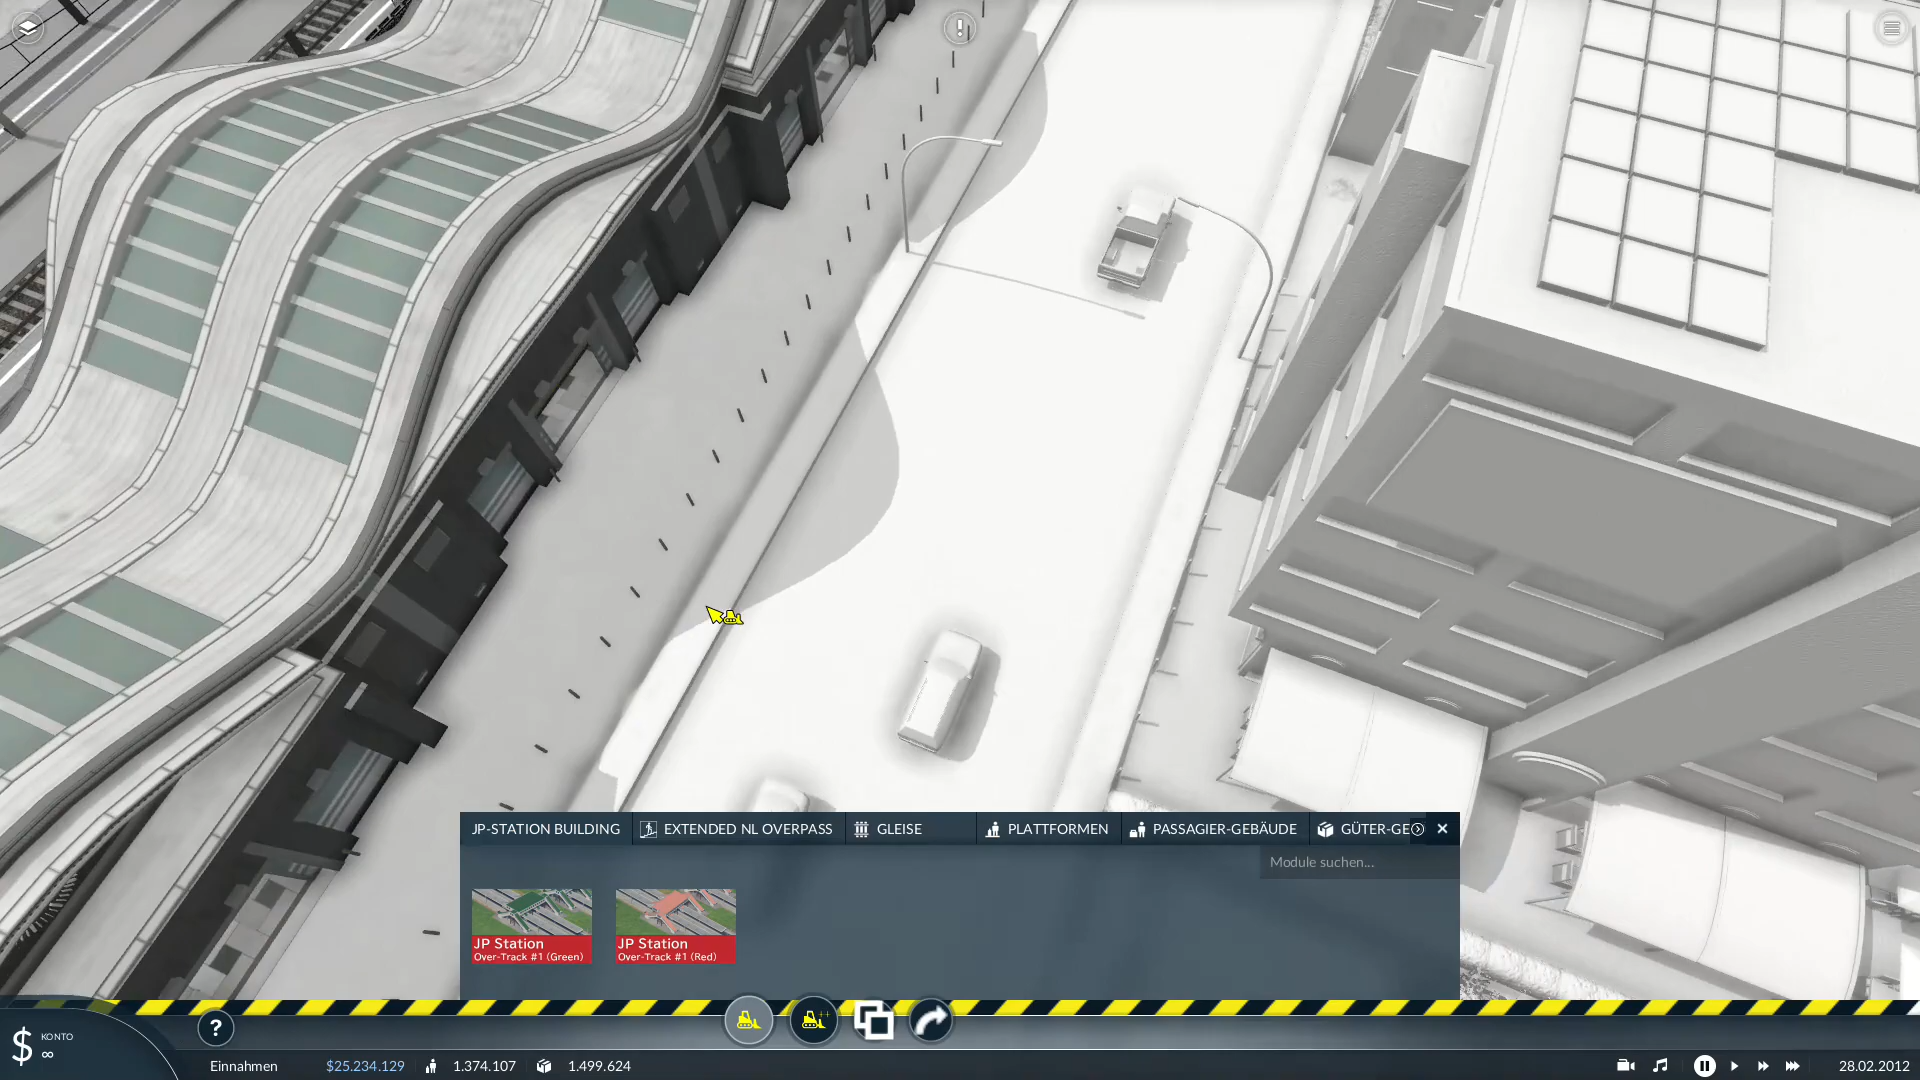 JP-STATION BUILDING
EXTENDED NL OVERPASS
GLEISE
PLATTFORMEN
PASSAGIER-GEBÄUDE
GÜTER-GE
Module suchen...
JP Station
Over-Track #1 (Green)
JP Station
Over-Track #1 (Red)
?
$ KONTO
∞
Einnahmen $25.234.129 1.374.107 1.499.624 28.02.2012